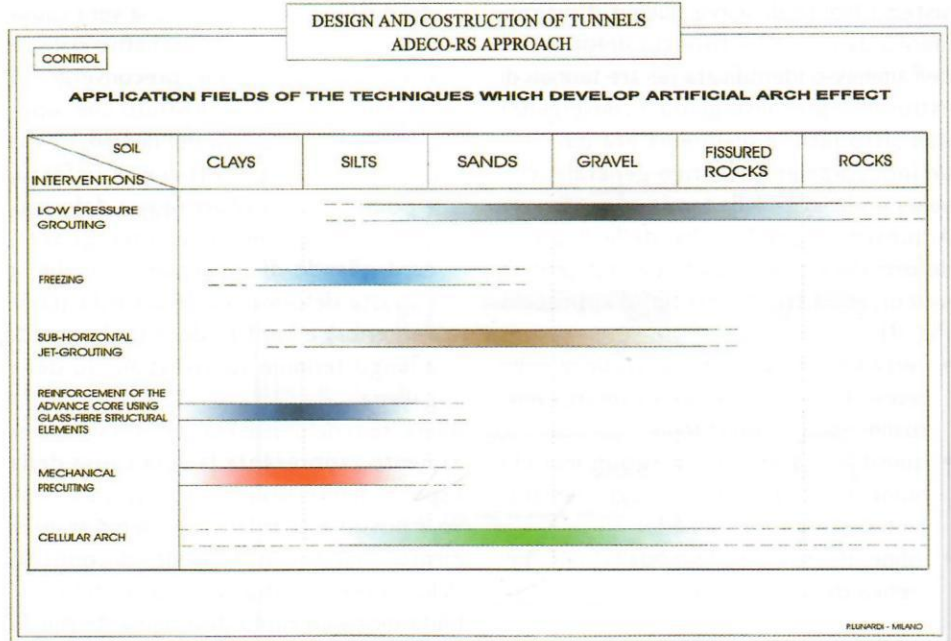 DESIGN AND COSTRUCTION OF TUNNELS
ADECO-RS APPROACH
CONTROL
APPLICATION FIELDS OF THE TECHNIQUES WHICH DEVELOP ARTIFICIAL ARCH EFFECT
SOIL
INTERVENTIONS
CLAYS
SILTS
SANDS
GRAVEL
FISSURED
ROCKS
ROCKS
LOW PRESSURE
GROUTING
FREEZING
SUB-HORIZONTAL
JET-GROUTING
REINFORCEMENT OF THE
ADVANCE CORE USING
GLASS-FIBRE STRUCTURAL
ELEMENTS
MECHANICAL
PRECUTTING
CELLULAR ARCH
P.LUNARDI - MILANO